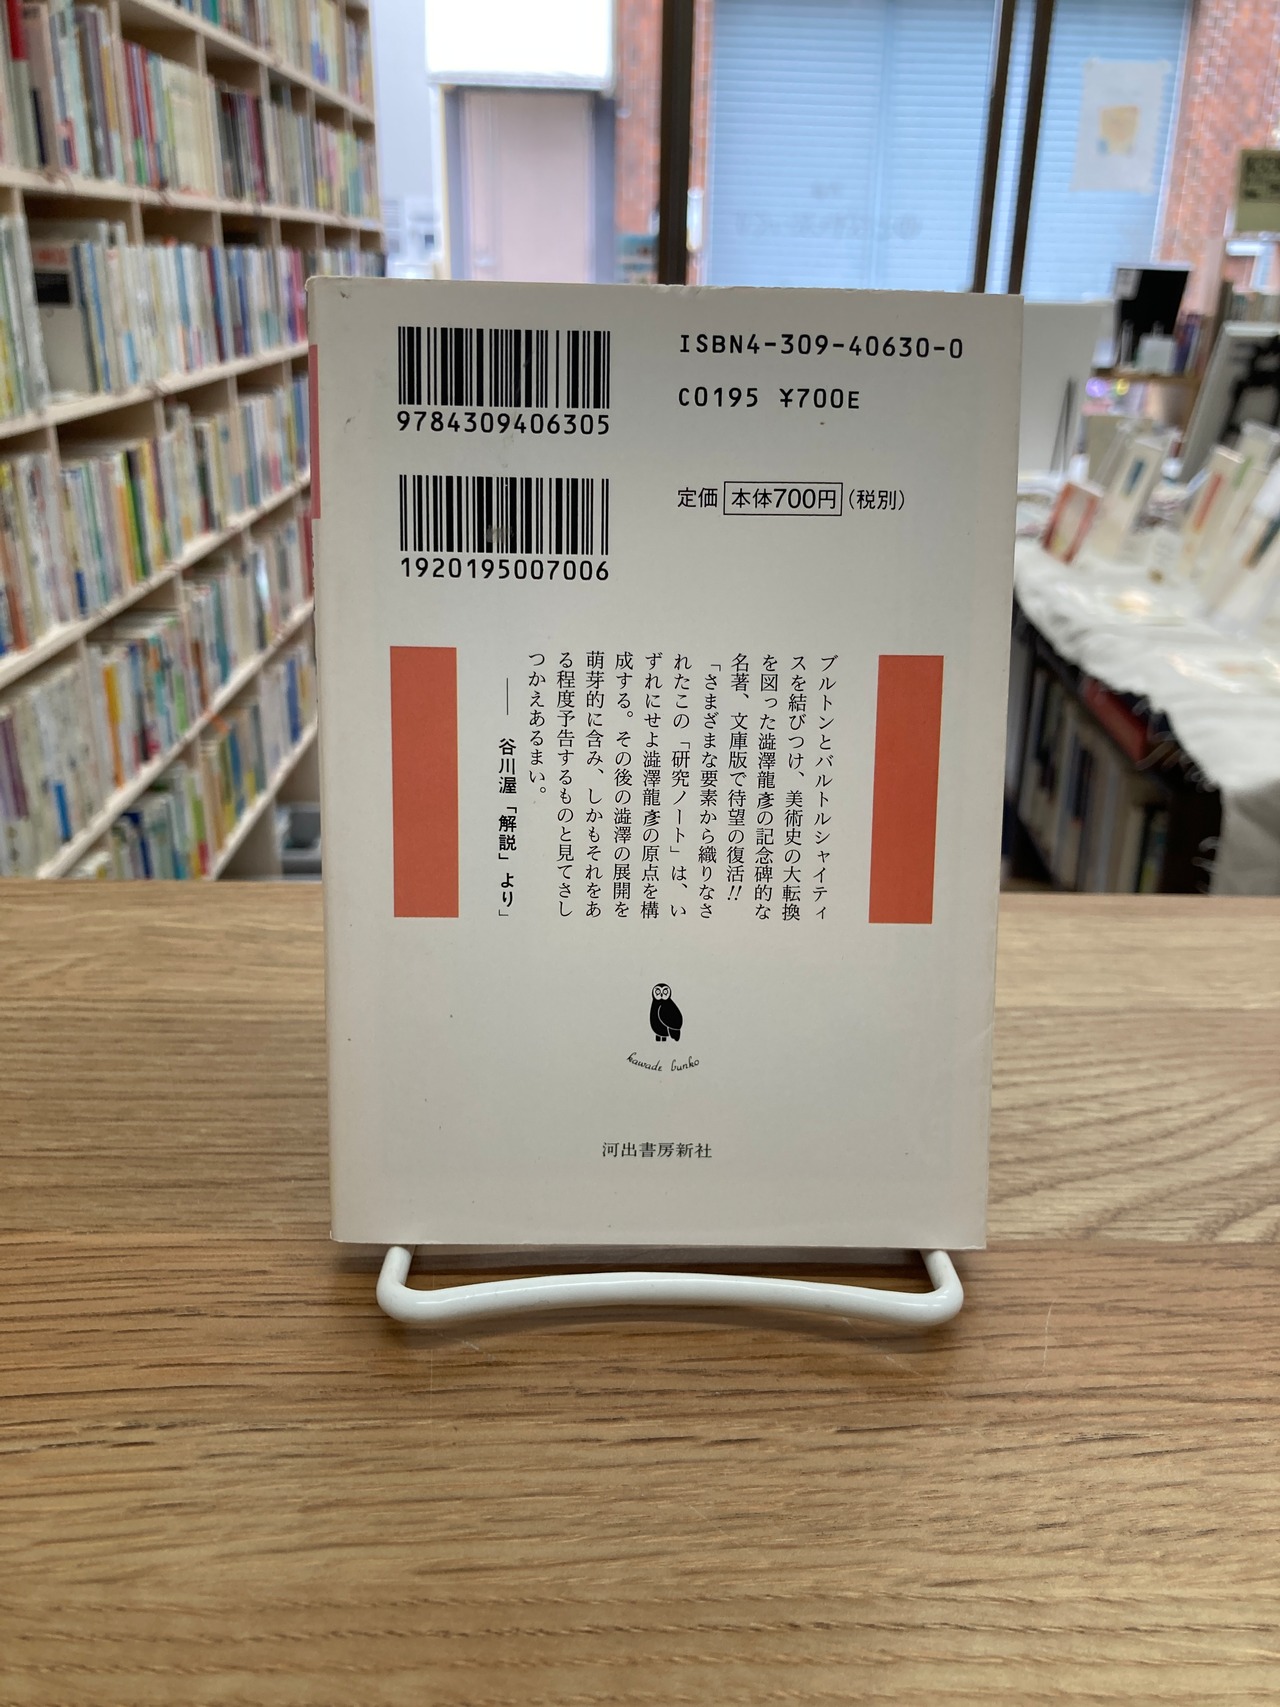 ISBN4-309-40630-0
C0195 ¥700E
9784309406305
定価 本体700円(税別)
1920195007006
ブルトンとバルトルシャイティ
スを結びつけ、美術史の大転換
を図った澁澤龍彥の記念碑的な
名著、文庫版で待望の復活!!
「さまざまな要素から織りなさ
れたこの「研究ノート」は、い
ずれにせよ澁澤龍彥の原点を構
成する。その後の澁澤の展開を
萌芽的に含み、しかもそれをあ
る程度予告するものと見てさし
つかえあるまい。
――谷川渥「解説」より」
kawade bunko
河出書房新社